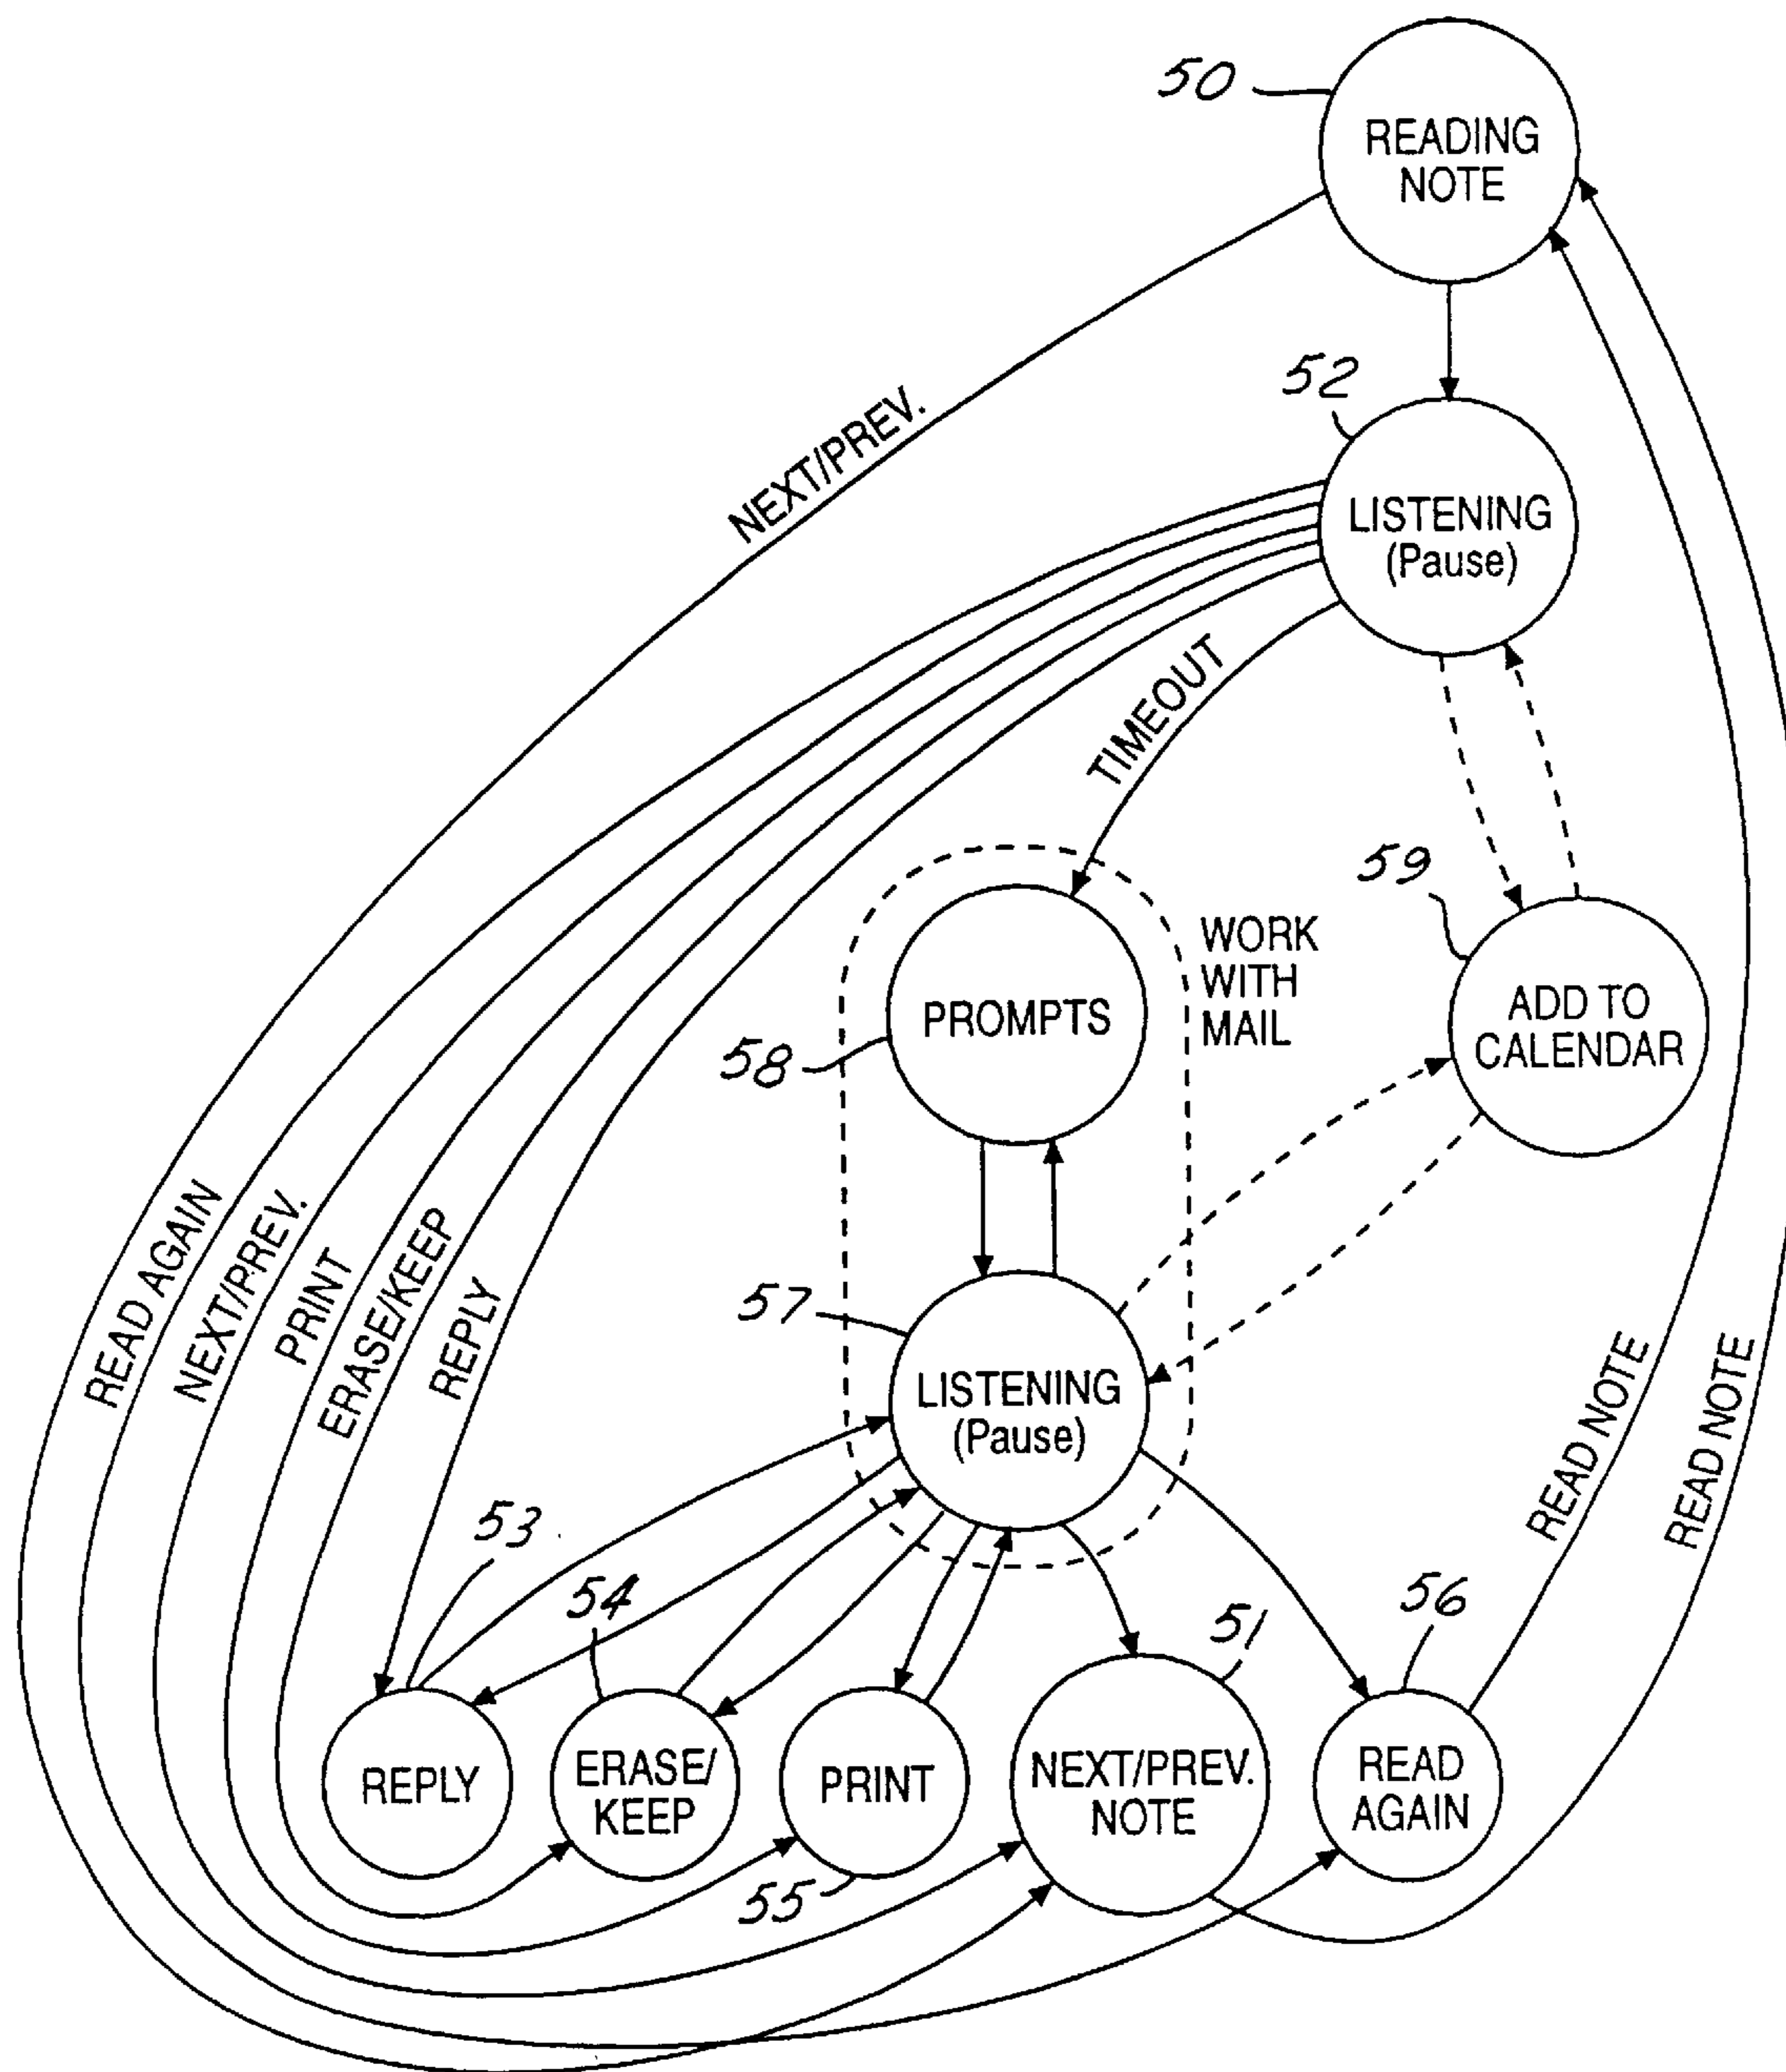 50
READING
NOTE
52
LISTENING
(Pause)
NEXT/PREV.
TIMEOUT
59
WORK
WITH
MAIL
ADD TO
CALENDAR
PROMPTS
58
READ AGAIN
NEXT/PREV.
PRINT
ERASE/KEEP
REPLY
57
LISTENING
(Pause)
READ NOTE
READ NOTE
53
54
51
56
REPLY
ERASE/
KEEP
PRINT
NEXT/PREV.
NOTE
READ
AGAIN
55